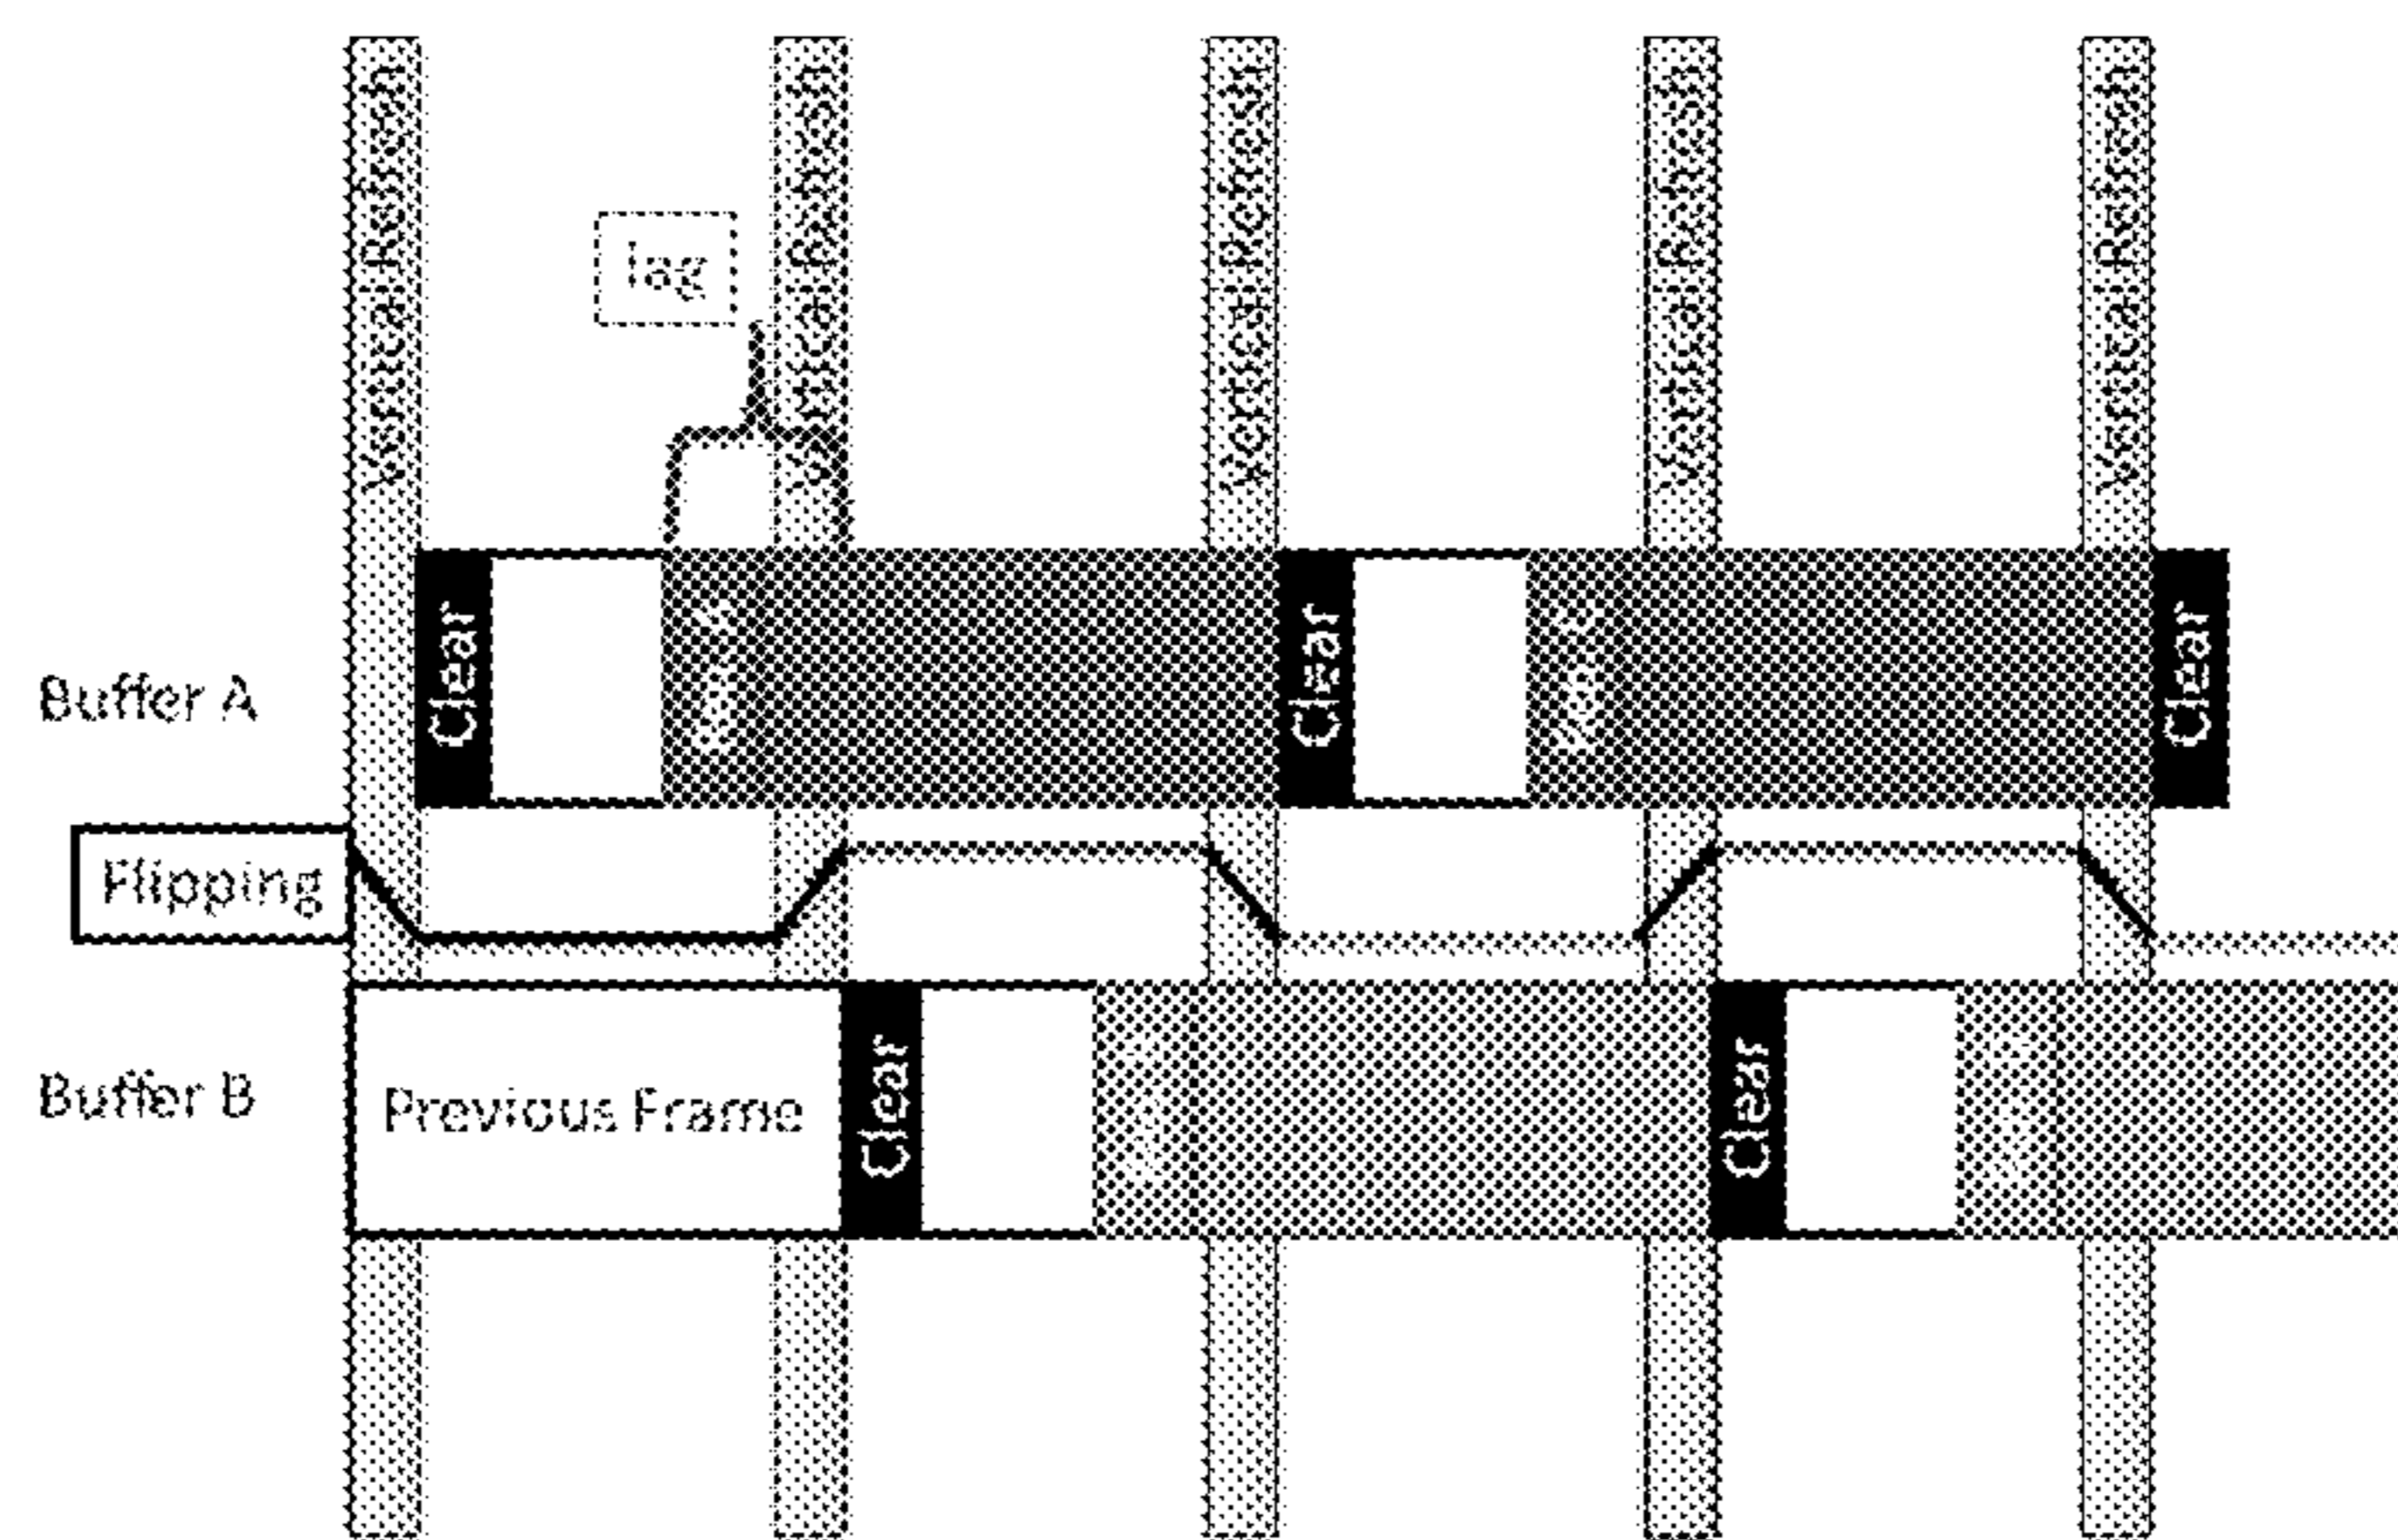 Vertical Refresh
Vertical Refresh
Vertical Refresh
Vertical Refresh
Vertical Refresh
lag
Buffer A
Clear
Clear
Clear
Flipping
Buffer B
Previous Frame
Clear
Clear